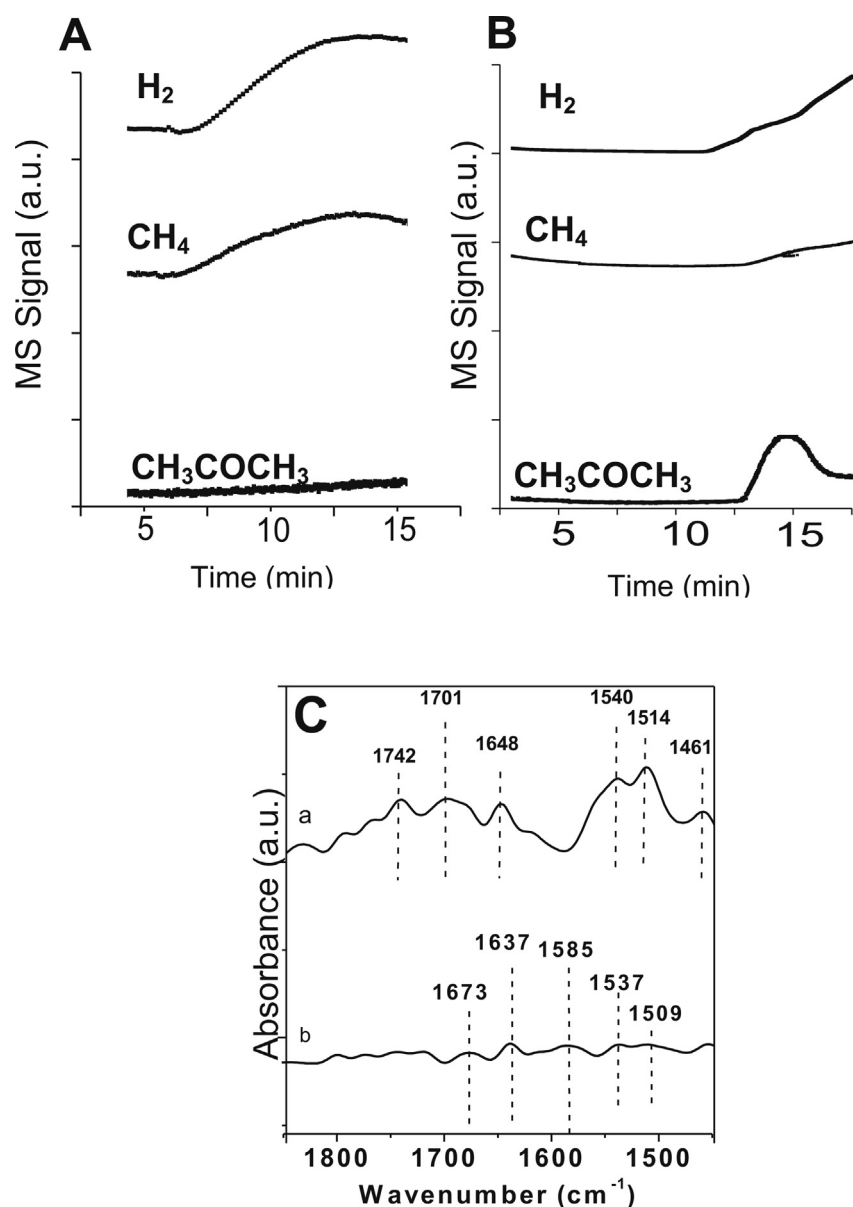 A
H₂
CH₄
CH₃COCH₃
MS Signal (a.u.)
5 10 15
Time (min)
B
H₂
CH₄
CH₃COCH₃
MS Signal (a.u.)
5 10 15
Time (min)
C
1701
1540
1514
1742
1648
1461
a
1637
1585
1673
1537
1509
b
Absorbance (a.u.)
1800 1700 1600 1500
Wavenumber (cm⁻¹)